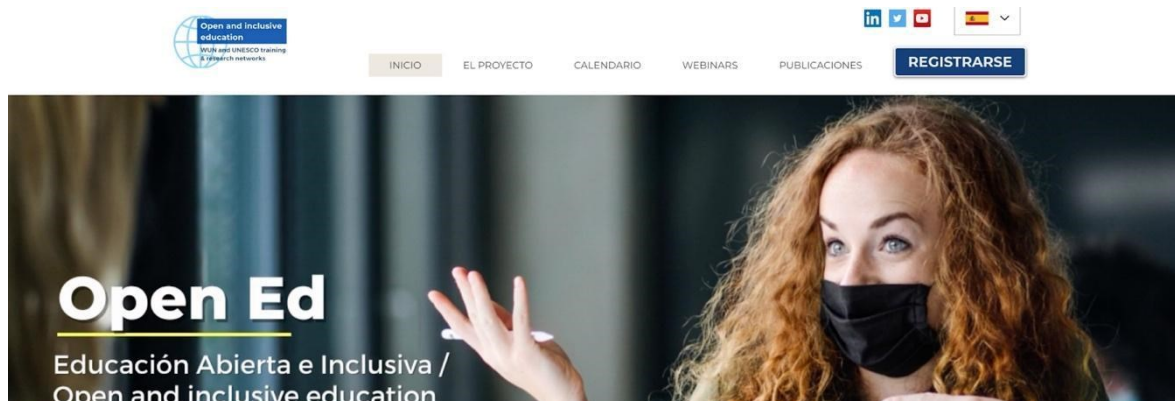 Open and inclusive
education
WUN and UNESCO training
& research networks
INICIO EL PROYECTO CALENDARIO WEBINARS PUBLICACIONES REGISTRARSE
Open Ed
Educación Abierta e Inclusiva /
Open and inclusive education